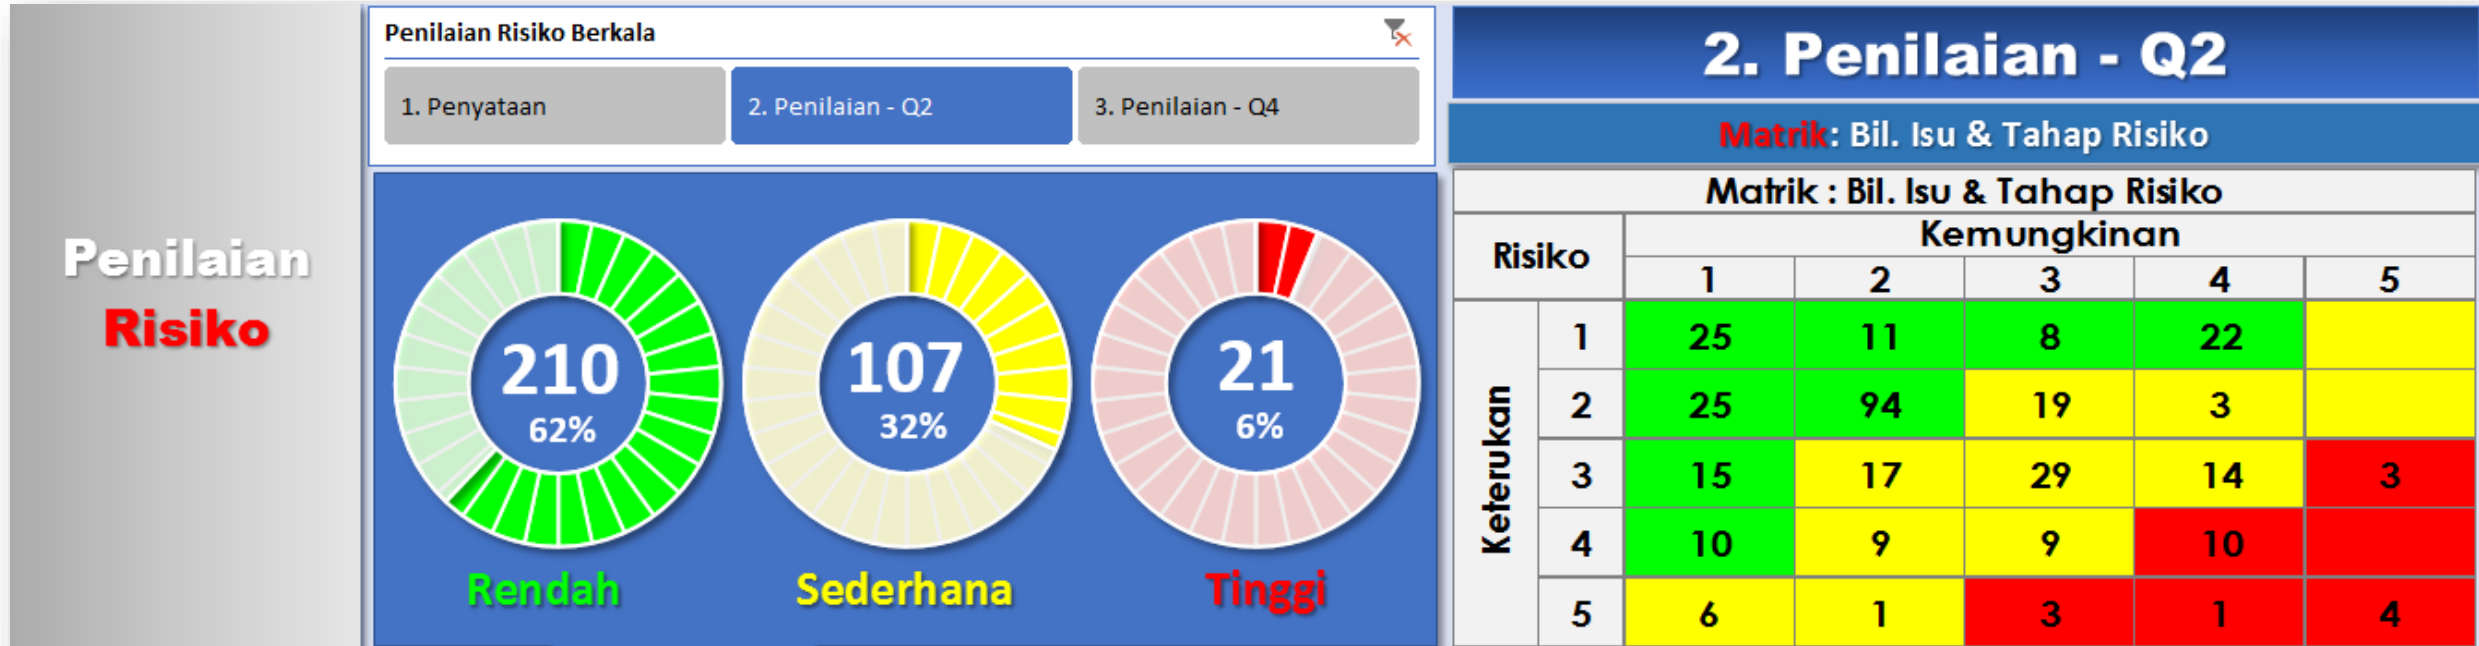 Penilaian
Risiko
Penilaian Risiko Berkala
1. Penyataan
2. Penilaian - Q2
3. Penilaian - Q4
210
62%
Rendah
107
32%
Sederhana
21
6%
Tinggi
2. Penilaian - Q2
Matrik: Bil. Isu & Tahap Risiko
Matrik : Bil. Isu & Tahap Risiko
Risiko
Kemungkinan
1 2 3 4 5
Keterukan
1 25 11 8 22
2 25 94 19 3
3 15 17 29 14 3
4 10 9 9 10
5 6 1 3 1 4